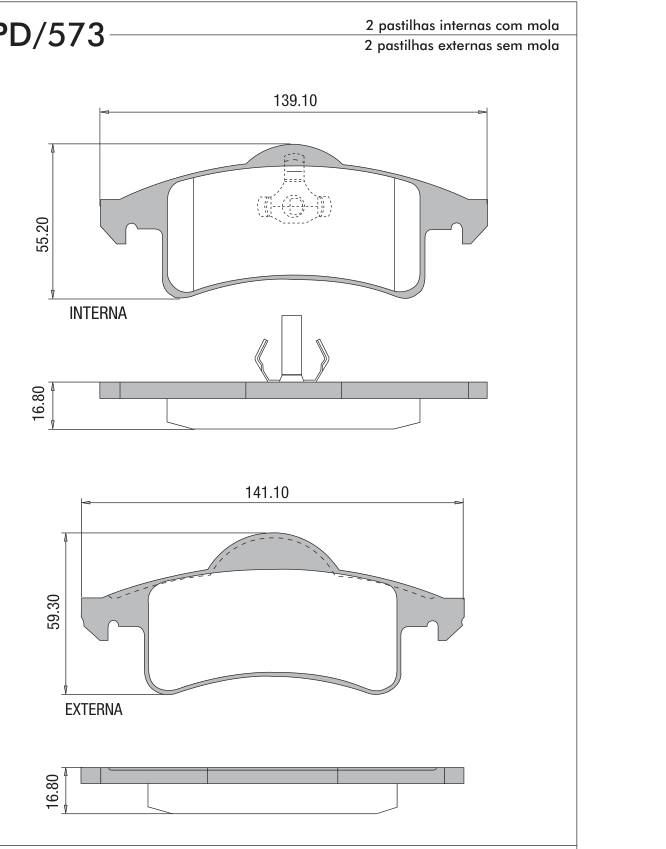 PD/573
2 pastilhas internas com mola
2 pastilhas externas sem mola
139.10
55.20
INTERNA
16.80
141.10
59.30
EXTERNA
16.80